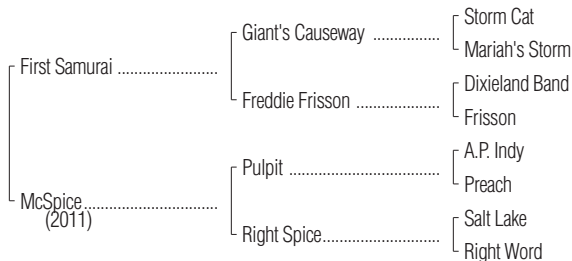 Storm Cat
Giant's Causeway ................
Mariah's Storm
First Samurai ........................
Dixieland Band
Freddie Frisson ....................
Frisson
A.P. Indy
Pulpit ....................................
Preach
McSpice................................
(2011)
Salt Lake
Right Spice............................
Right Word